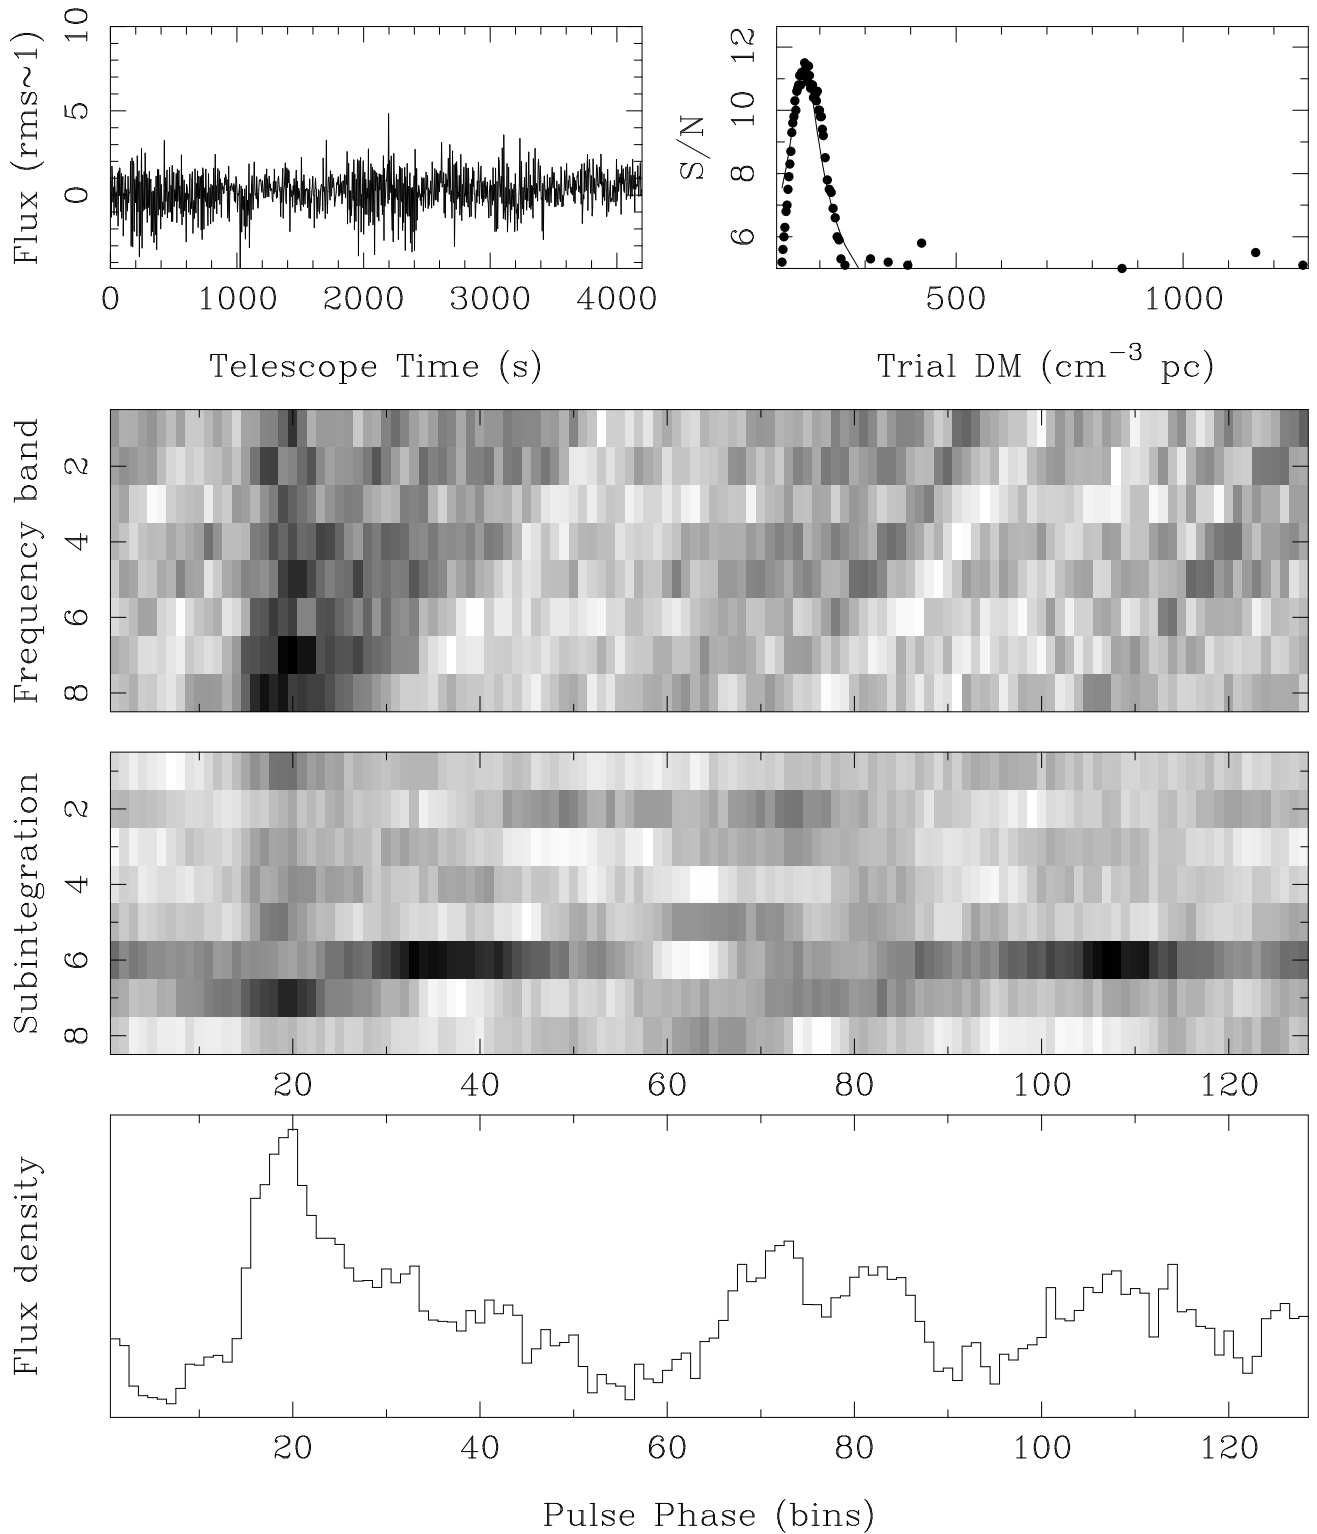 10
5
0
Flux (rms~1)
0 1000 2000 3000 4000
Telescope Time (s)
12
10
8
6
S/N
500 1000
Trial DM (cm⁻³ pc)
2
4
6
8
Frequency band
2
4
6
8
Subintegration
20 40 60 80 100 120
Flux density
20 40 60 80 100 120
Pulse Phase (bins)